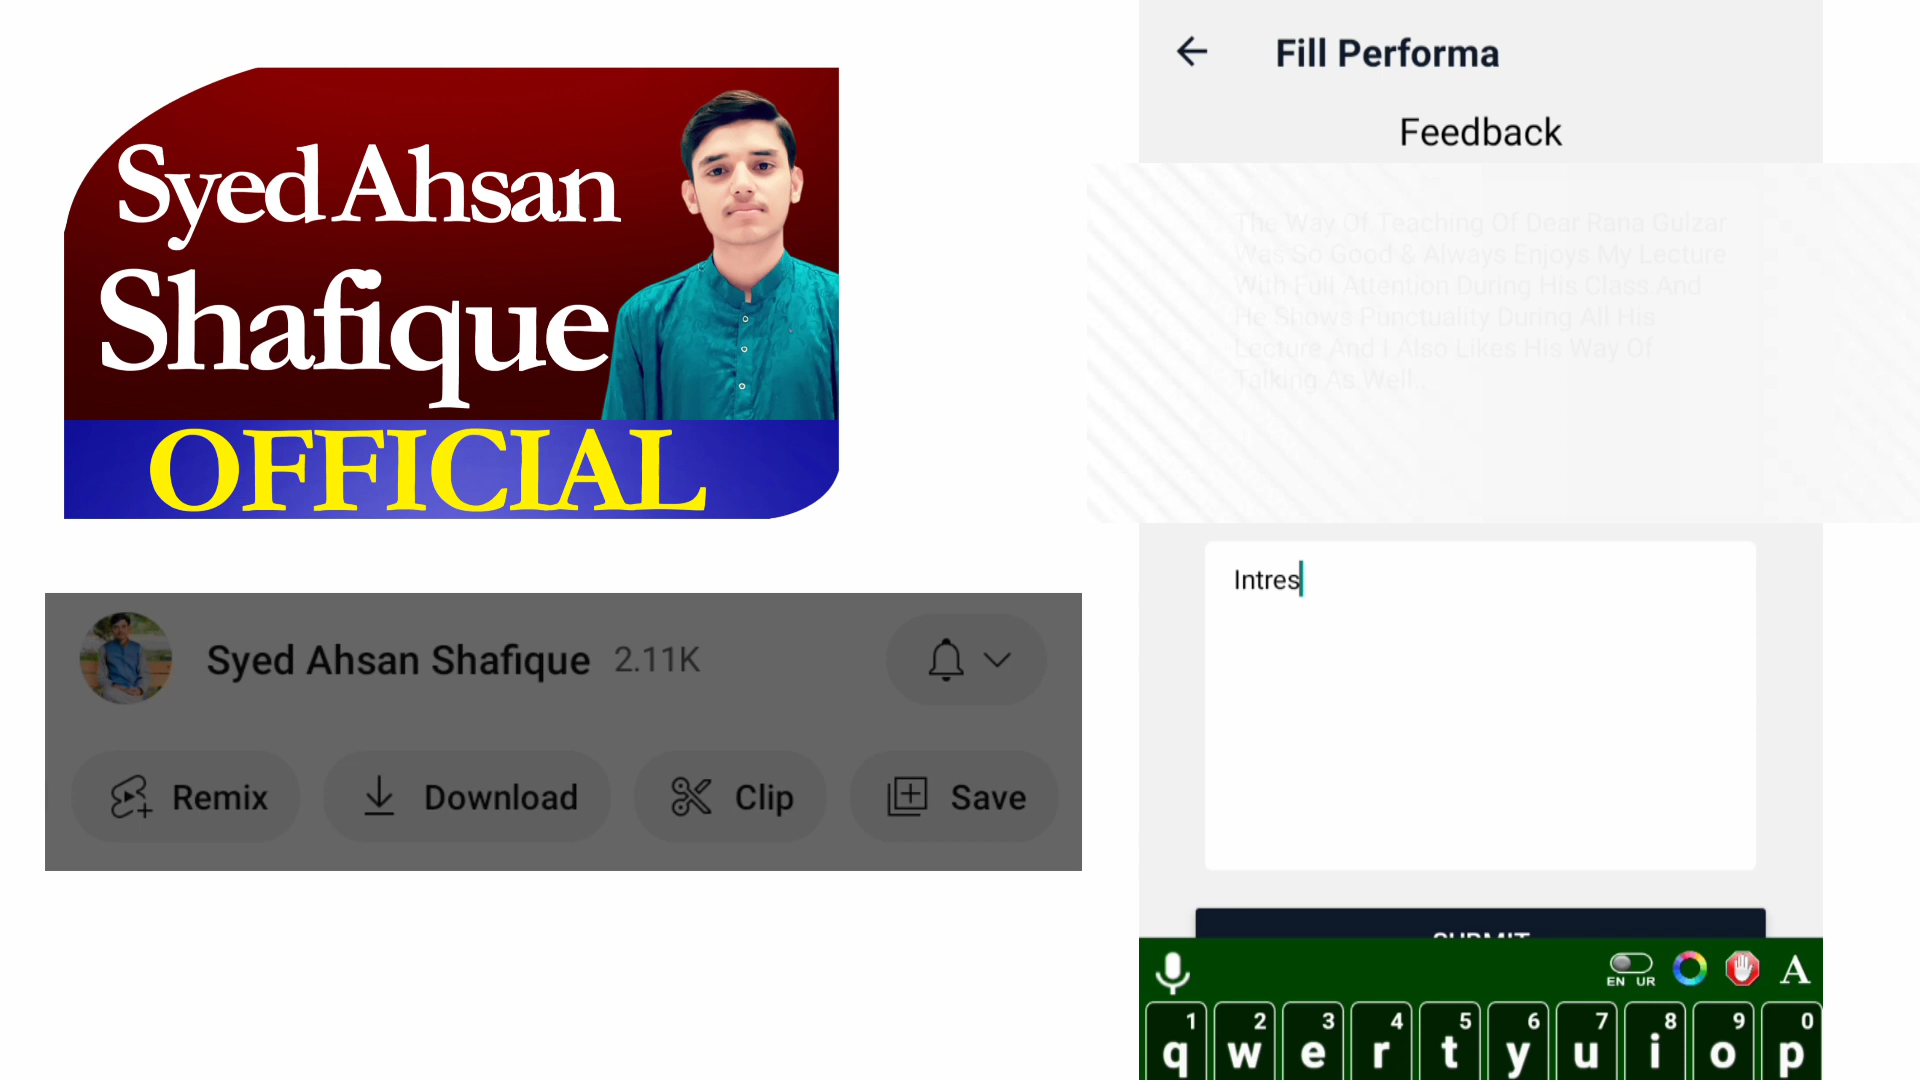 Syed Ahsan
Shafique
OFFICIAL
Syed Ahsan Shafique 2.11K
Remix Download Clip Save
Fill Performa
Feedback
The Way Of Teaching Of Dear Rana Gulzar
Was So Good & Always Enjoys My Lecture
With Full Attention During His Class.And
He Shows Punctuality During All His
Lecture And I Also Likes His Way Of
Talking As Well..
Intres
SUBMIT
EN UR A
1 2 3 4 5 6 7 8 9 0
q w e r t y u i o p